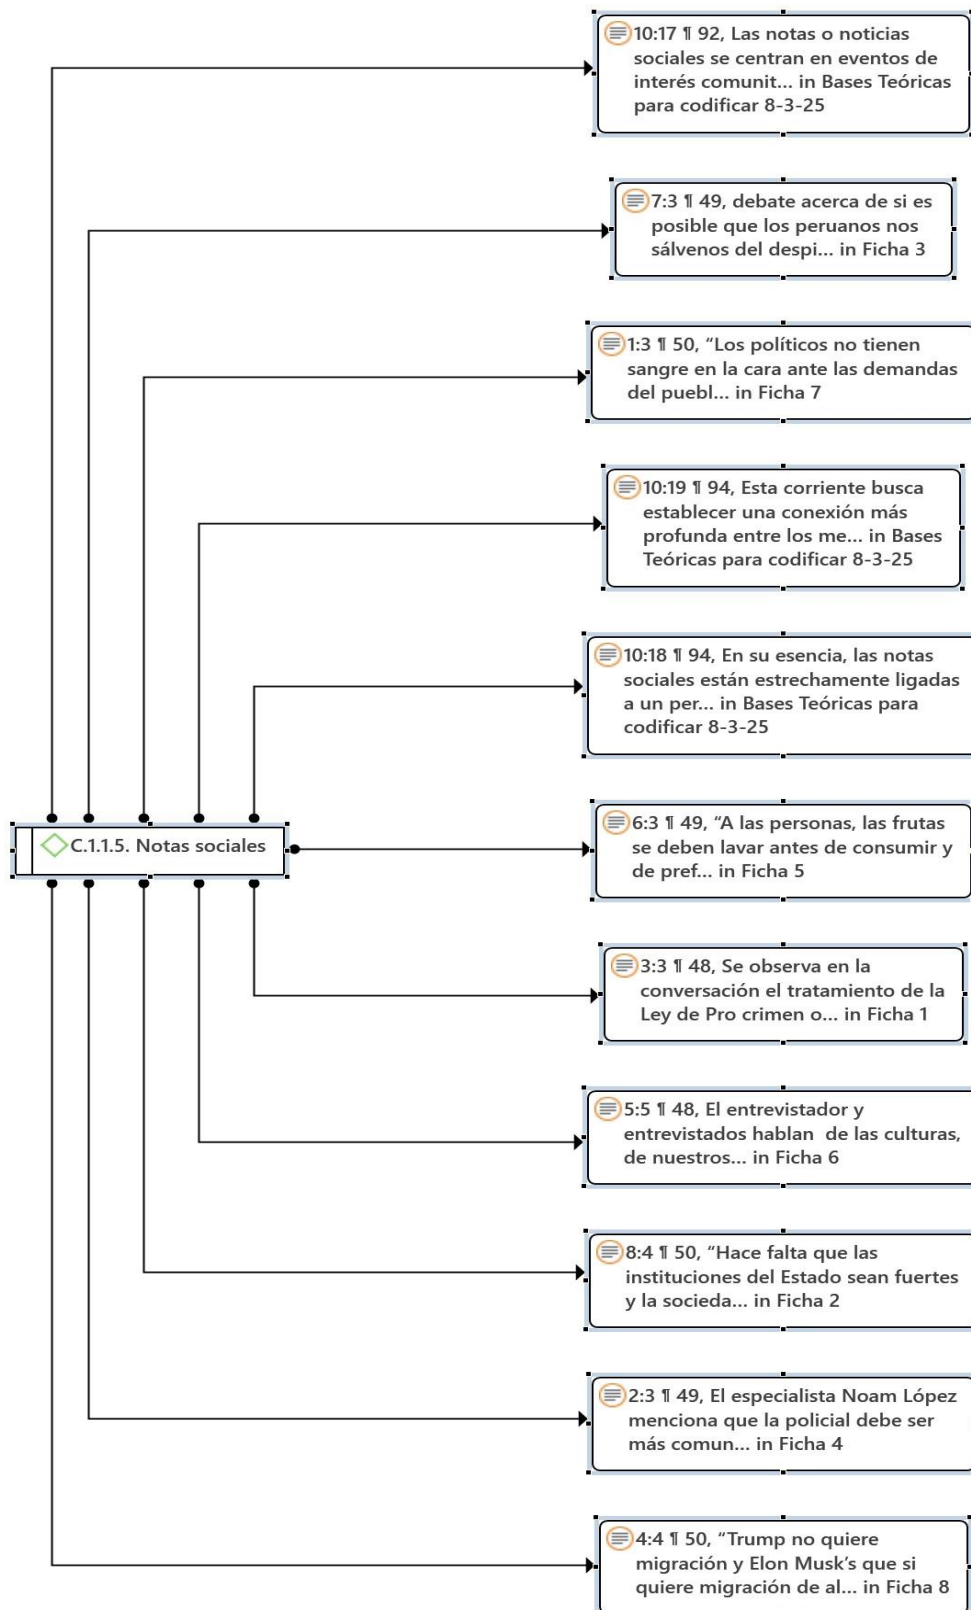 10:17 ¶ 92, Las notas o noticias
sociales se centran en eventos de
interés comunit... in Bases Teóricas
para codificar 8-3-25
7:3 ¶ 49, debate acerca de si es
posible que los peruanos nos
sálvenos del despi... in Ficha 3
1:3 ¶ 50, “Los políticos no tienen
sangre en la cara ante las demandas
del puebl... in Ficha 7
10:19 ¶ 94, Esta corriente busca
establecer una conexión más
profunda entre los me... in Bases
Teóricas para codificar 8-3-25
10:18 ¶ 94, En su esencia, las notas
sociales están estrechamente ligadas
a un per... in Bases Teóricas para
codificar 8-3-25
C.1.1.5. Notas sociales
6:3 ¶ 49, “A las personas, las frutas
se deben lavar antes de consumir y
de pref... in Ficha 5
3:3 ¶ 48, Se observa en la
conversación el tratamiento de la
Ley de Pro crimen o... in Ficha 1
5:5 ¶ 48, El entrevistador y
entrevistados hablan  de las culturas,
de nuestros... in Ficha 6
8:4 ¶ 50, “Hace falta que las
instituciones del Estado sean fuertes
y la socieda... in Ficha 2
2:3 ¶ 49, El especialista Noam López
menciona que la policial debe ser
más comun... in Ficha 4
4:4 ¶ 50, “Trump no quiere
migración y Elon Musk’s que si
quiere migración de al... in Ficha 8